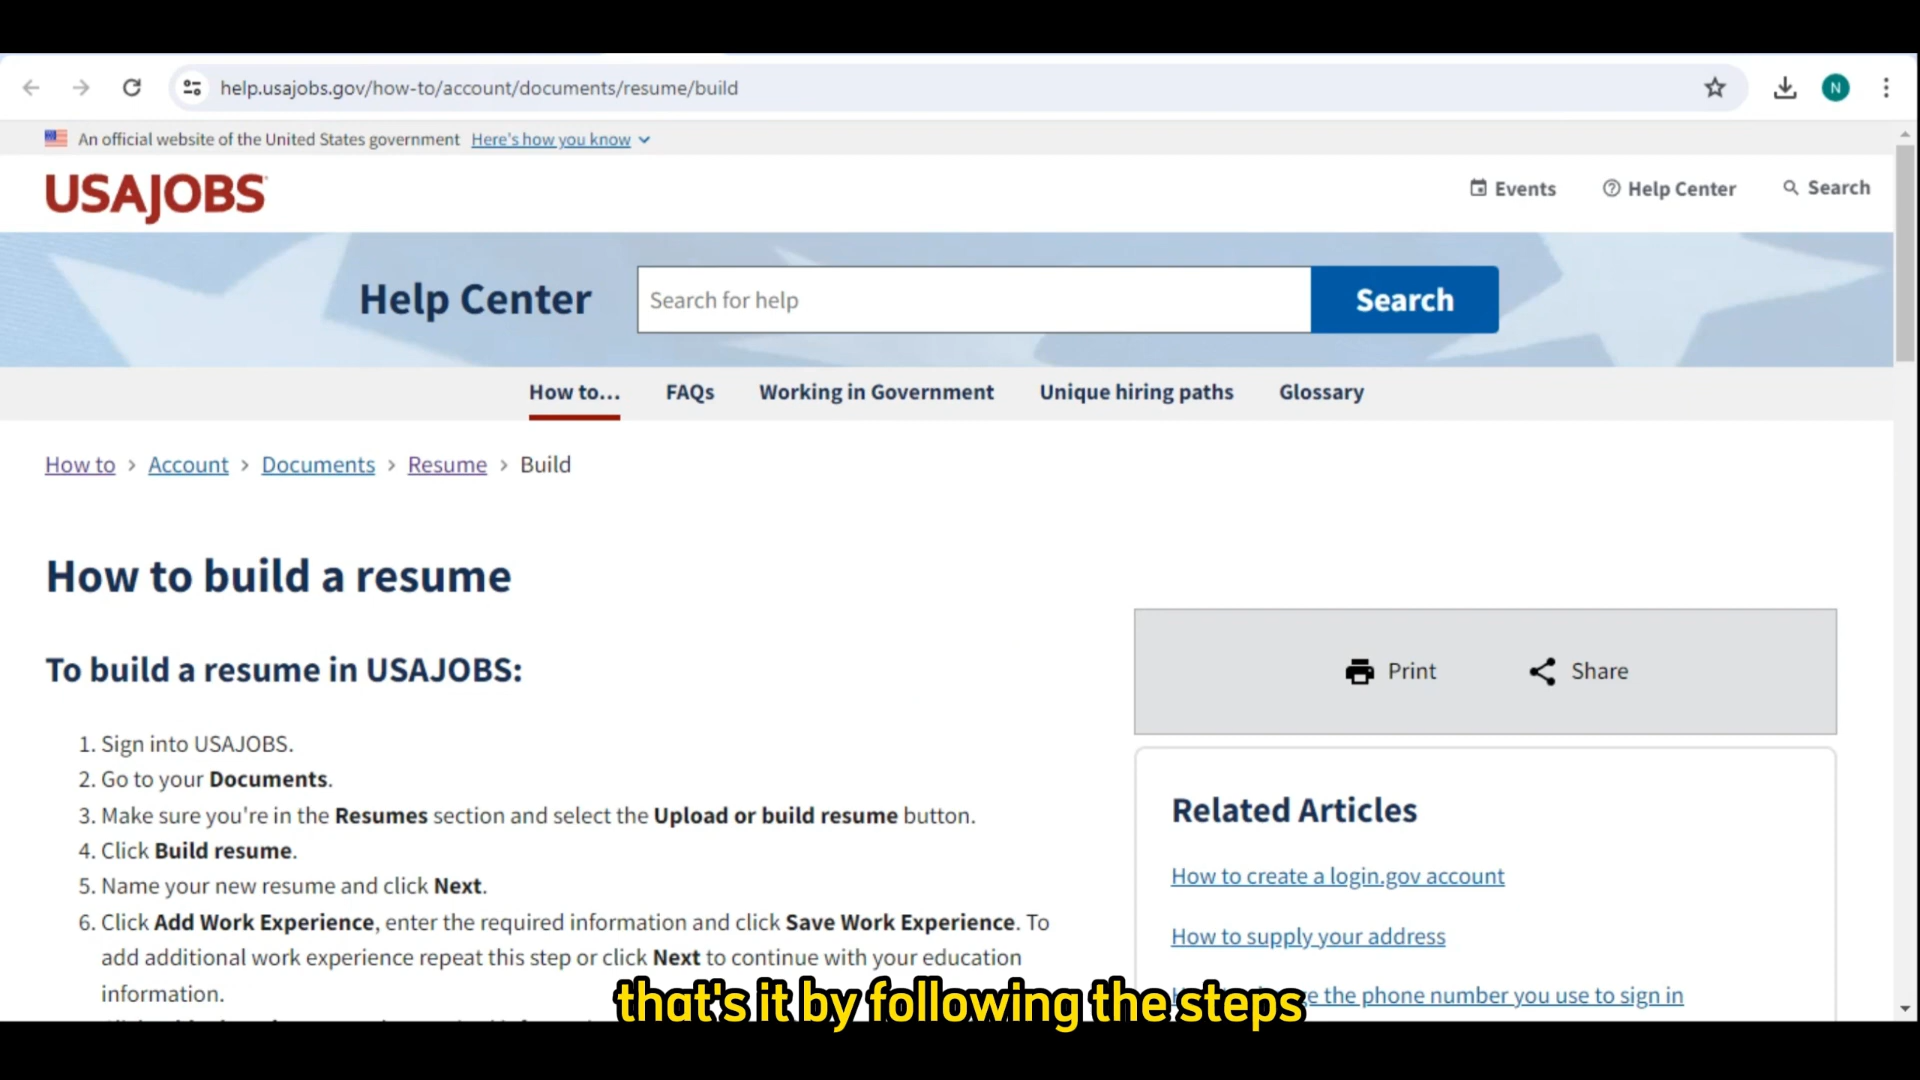 help.usajobs.gov/how-to/account/documents/resume/build
N
An official website of the United States government Here's how you know
USAJOBS
Events Help Center Search
Help Center Search for help Search
How to... FAQs Working in Government Unique hiring paths Glossary
How to > Account > Documents > Resume > Build
How to build a resume
To build a resume in USAJOBS:
1. Sign into USAJOBS.
2. Go to your Documents.
3. Make sure you're in the Resumes section and select the Upload or build resume button.
4. Click Build resume.
5. Name your new resume and click Next.
6. Click Add Work Experience, enter the required information and click Save Work Experience. To
add additional work experience repeat this step or click Next to continue with your education
information.
Print Share
Related Articles
How to create a login.gov account
How to supply your address
the phone number you use to sign in
that's it by following the steps